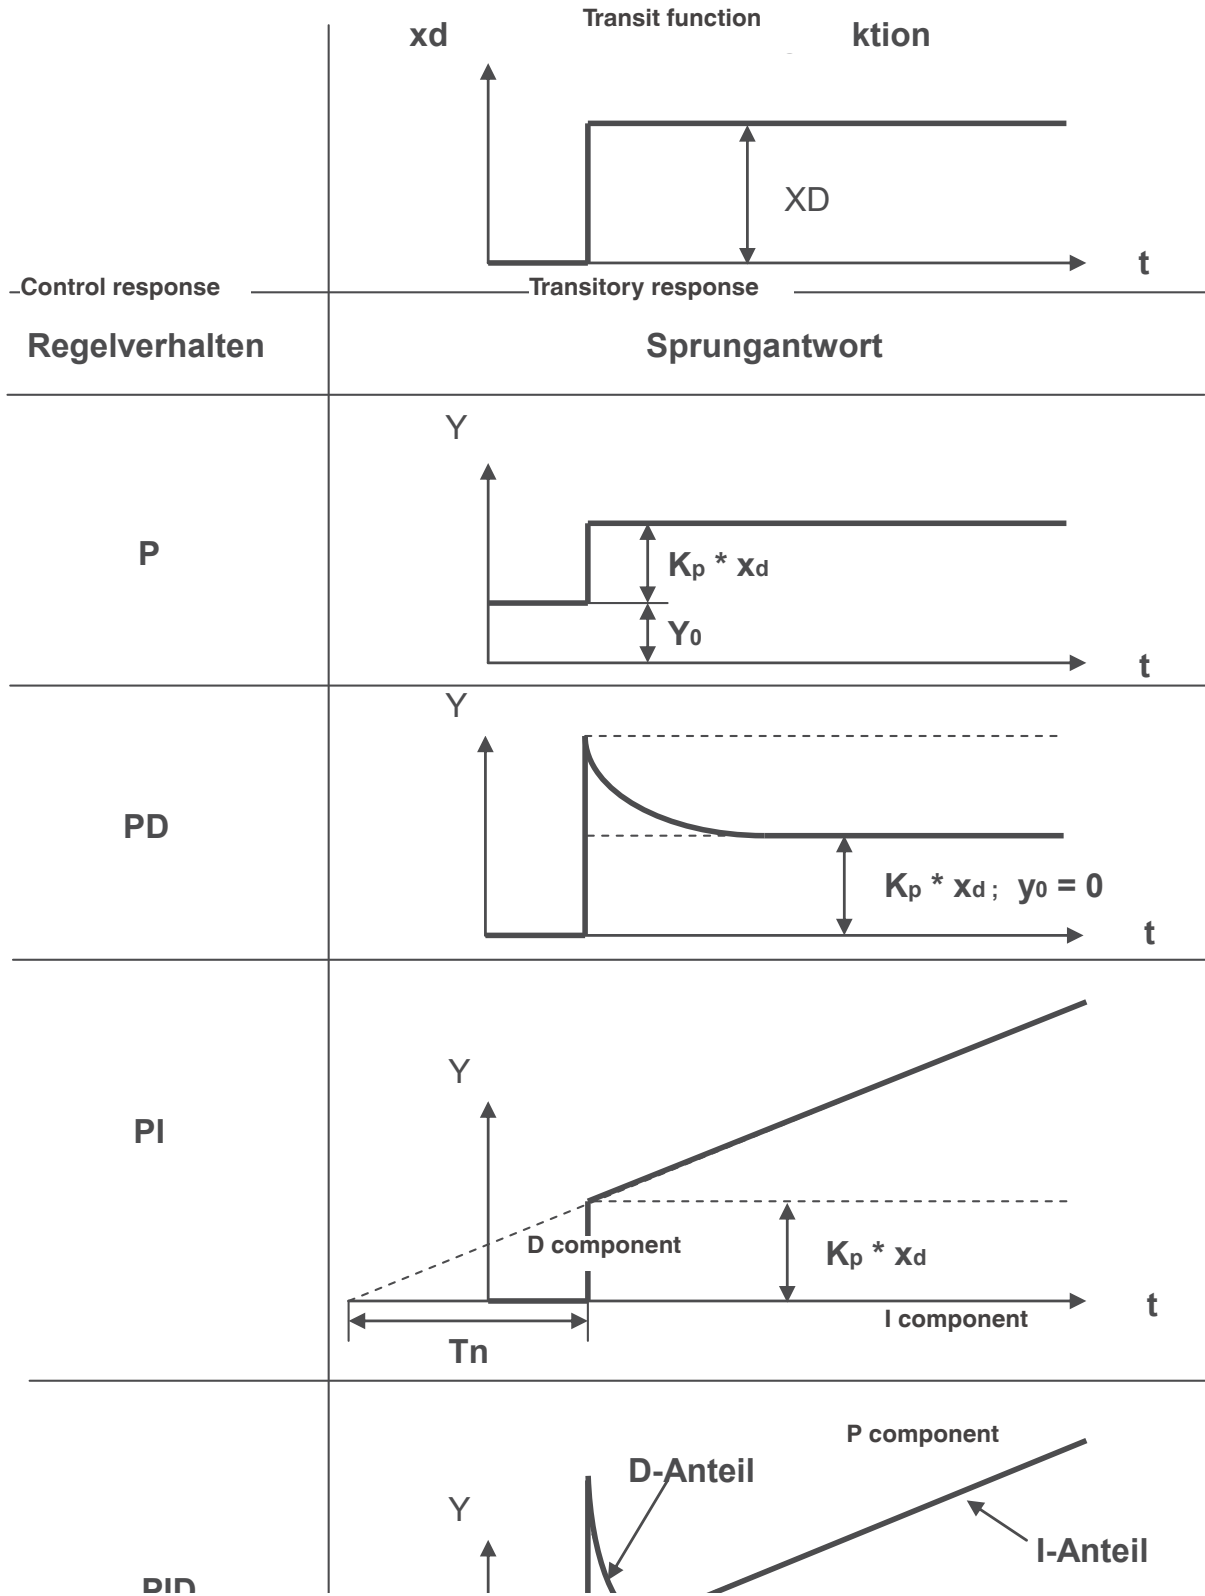 Transit function
xd
ktion
XD
t
Control response
Transitory response
Regelverhalten
Sprungantwort
Y
P
Kp * xd
Y0
t
Y
PD
Kp * xd ; y0 = 0
t
Y
PI
D component
Kp * xd
t
I component
Tn
P component
D-Anteil
Y
I-Anteil
PID